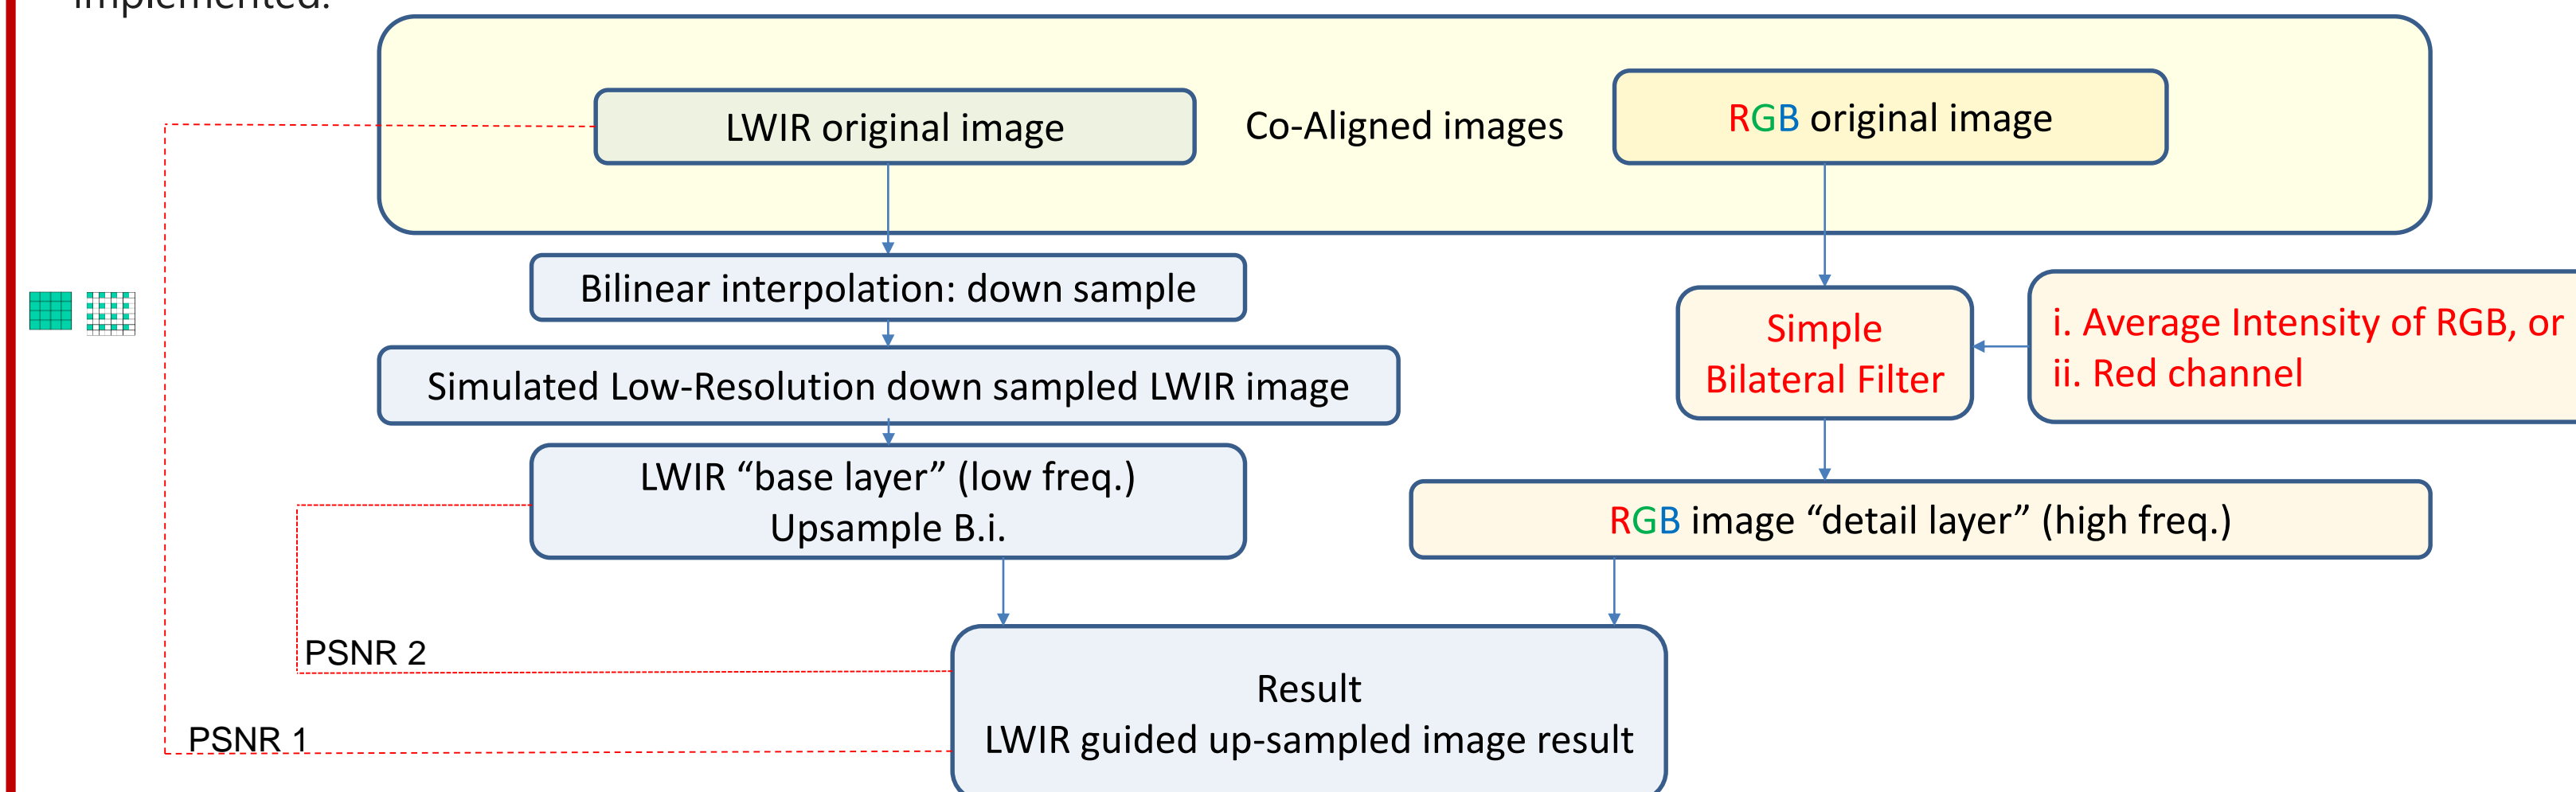 implemented.
LWIR original image
Co-Aligned images
RGB original image
Bilinear interpolation: down sample
Simulated Low-Resolution down sampled LWIR image
LWIR “base layer” (low freq.)
Upsample B.i.
Simple
Bilateral Filter
i. Average Intensity of RGB, or
ii. Red channel
RGB image “detail layer” (high freq.)
PSNR 2
PSNR 1
Result
LWIR guided up-sampled image result